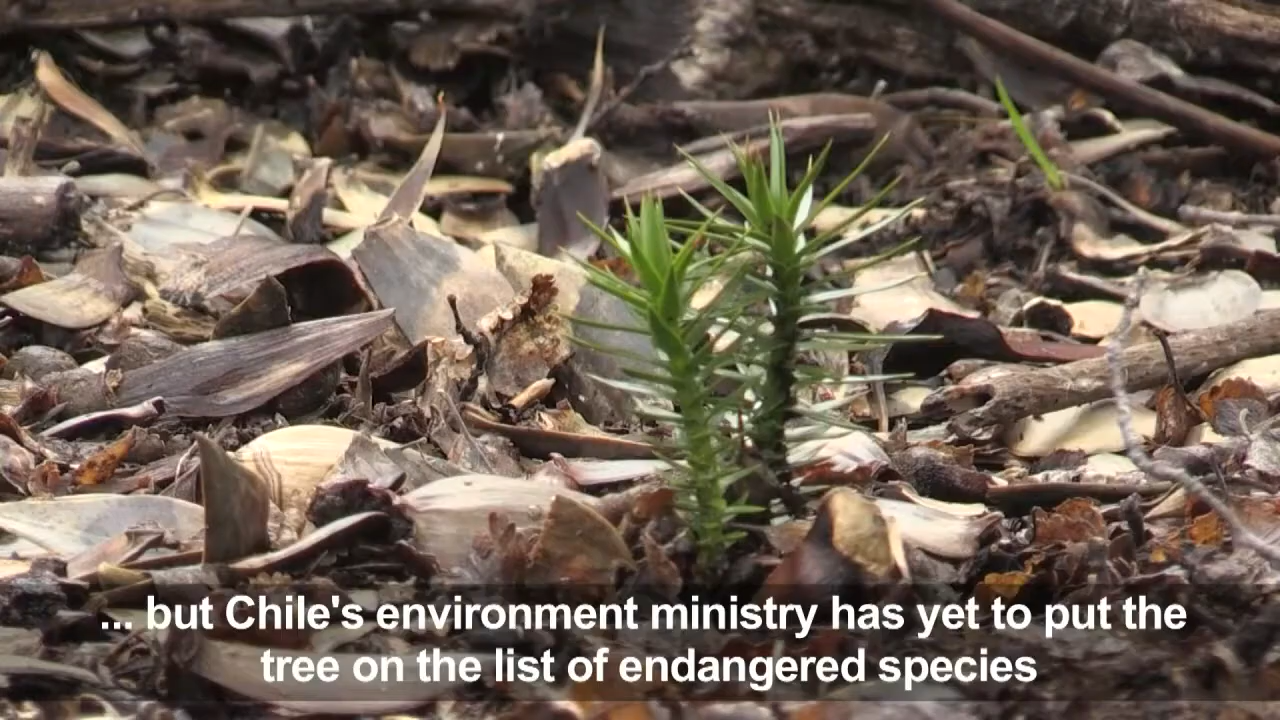 ... but Chile's environment ministry has yet to put the
tree on the list of endangered species